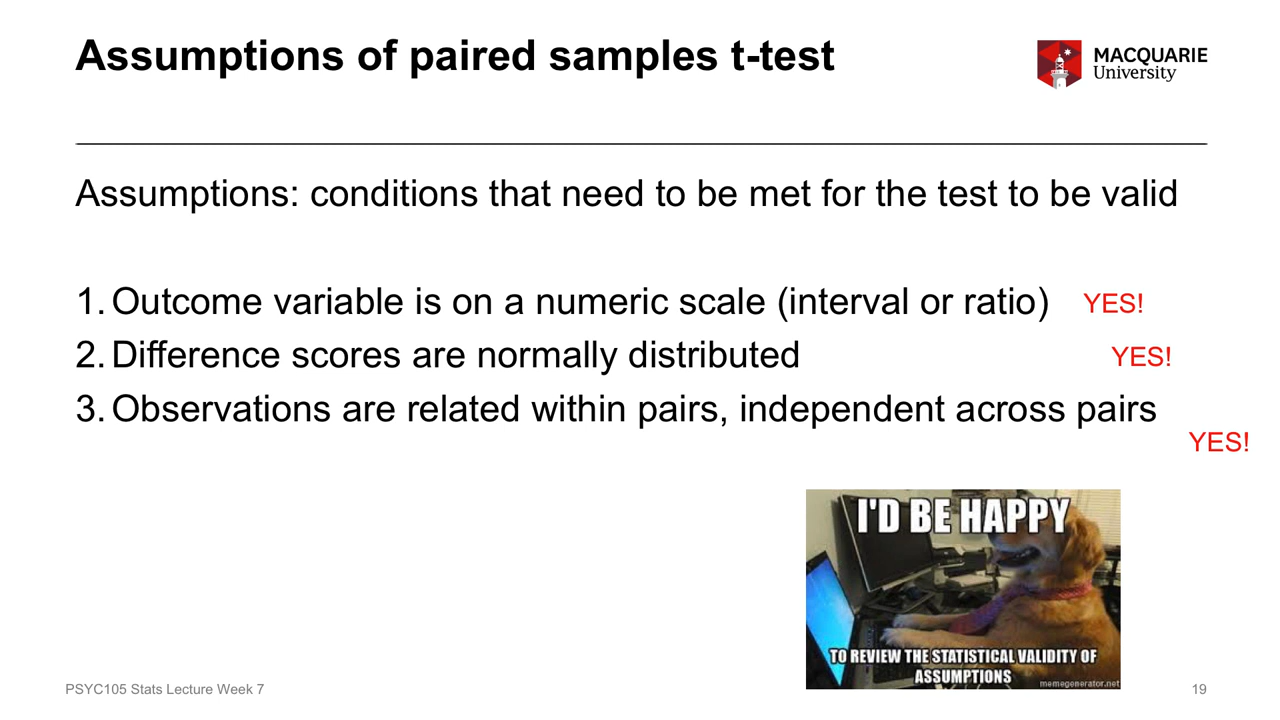 Assumptions of paired samples t-test
MACQUARIE
University
Assumptions: conditions that need to be met for the test to be valid
1. Outcome variable is on a numeric scale (interval or ratio) YES!
2. Difference scores are normally distributed YES!
3. Observations are related within pairs, independent across pairs
YES!
I'D BE HAPPY
TO REVIEW THE STATISTICAL VALIDITY OF
ASSUMPTIONS
memegenerator.net
PSYC105 Stats Lecture Week 7
19